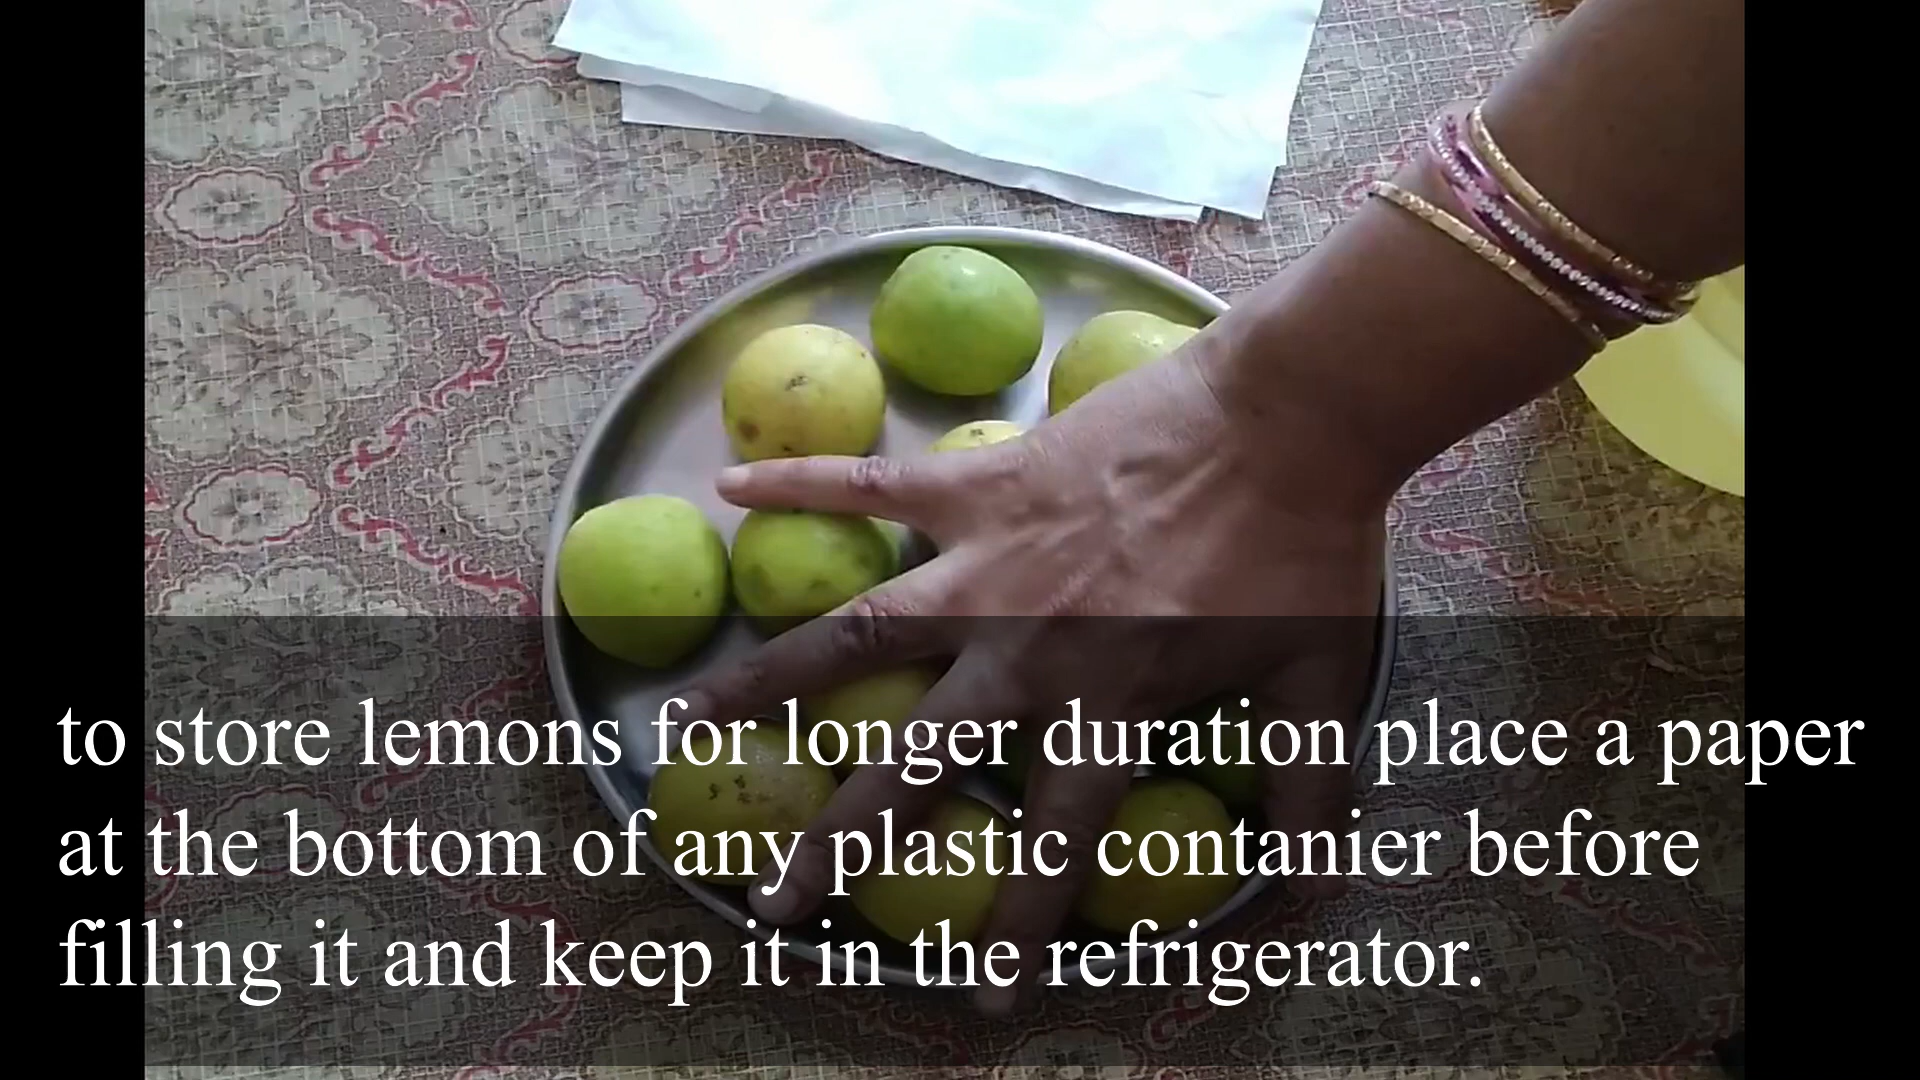 to store lemons for longer duration place a paper
at the bottom of any plastic contanier before
filling it and keep it in the refrigerator.